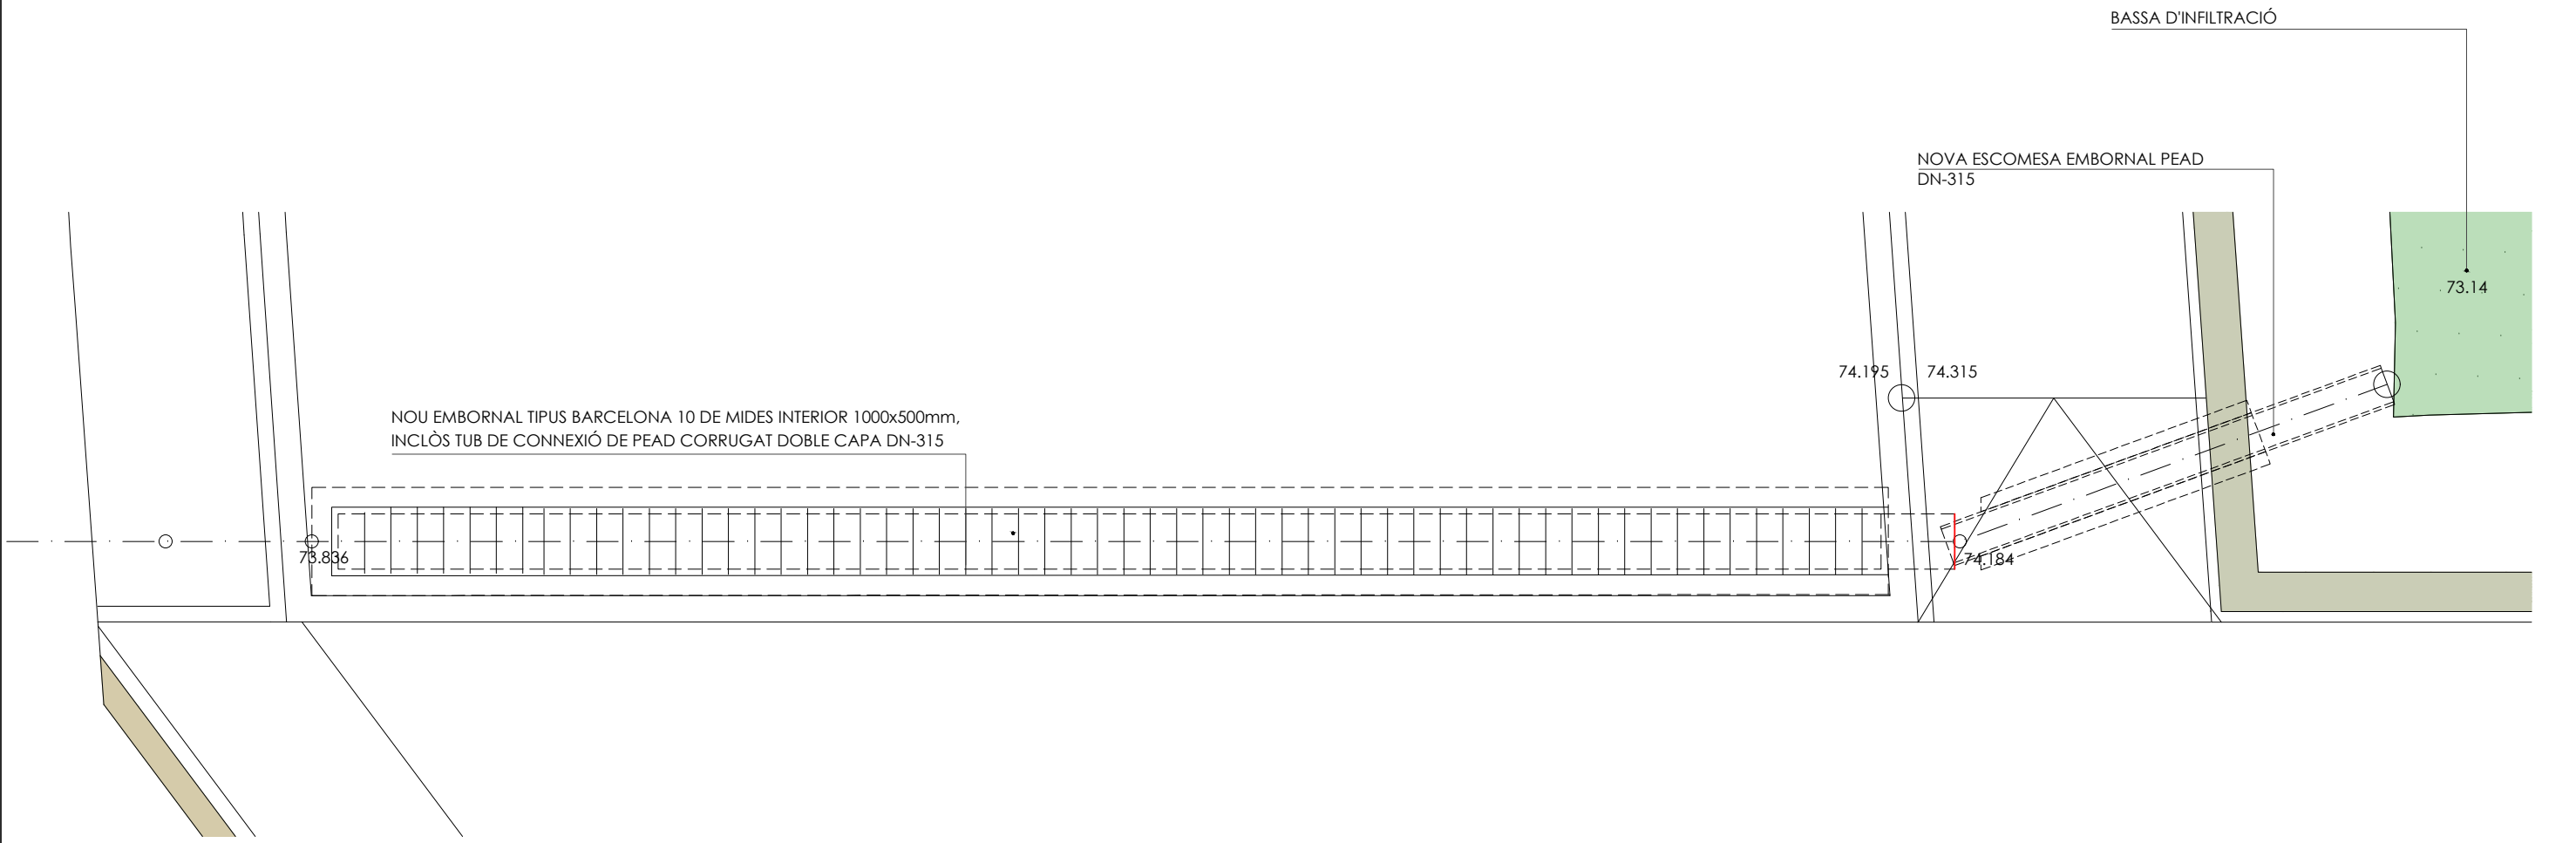 BASSA D'INFILTRACIÓ
NOVA ESCOMESA EMBORNAL PEAD
DN-315
73.14
74.195
74.315
NOU EMBORNAL TIPUS BARCELONA 10 DE MIDES INTERIOR 1000x500mm,
INCLÒS TUB DE CONNEXIÓ DE PEAD CORRUGAT DOBLE CAPA DN-315
73.836
74.184